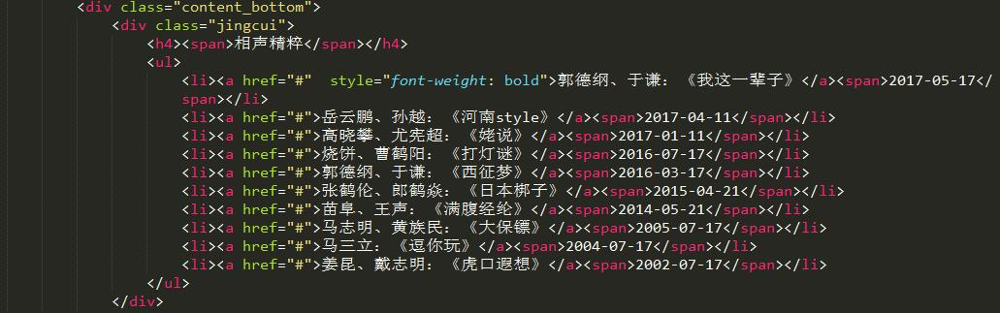 <div class="content_bottom">
<div class="jingcui">
<h4><span>相声精粹</span></h4>
<ul>
<li><a href="#"  style="font-weight: bold">郭德纲、于谦：《我这一辈子》</a><span>2017-05-17</
span></li>
<li><a href="#">岳云鹏、孙越：《河南style》</a><span>2017-04-11</span></li>
<li><a href="#">高晓攀、尤宪超：《姥说》</a><span>2017-01-11</span></li>
<li><a href="#">烧饼、曹鹤阳：《打灯谜》</a><span>2016-07-17</span></li>
<li><a href="#">郭德纲、于谦：《西征梦》</a><span>2016-03-17</span></li>
<li><a href="#">张鹤伦、郎鹤焱：《日本梆子》</a><span>2015-04-21</span></li>
<li><a href="#">苗阜、王声：《满腹经纶》</a><span>2014-05-21</span></li>
<li><a href="#">马志明、黄族民：《大保镖》</a><span>2005-07-17</span></li>
<li><a href="#">马三立：《逗你玩》</a><span>2004-07-17</span></li>
<li><a href="#">姜昆、戴志明：《虎口遐想》</a><span>2002-07-17</span></li>
</ul>
</div>